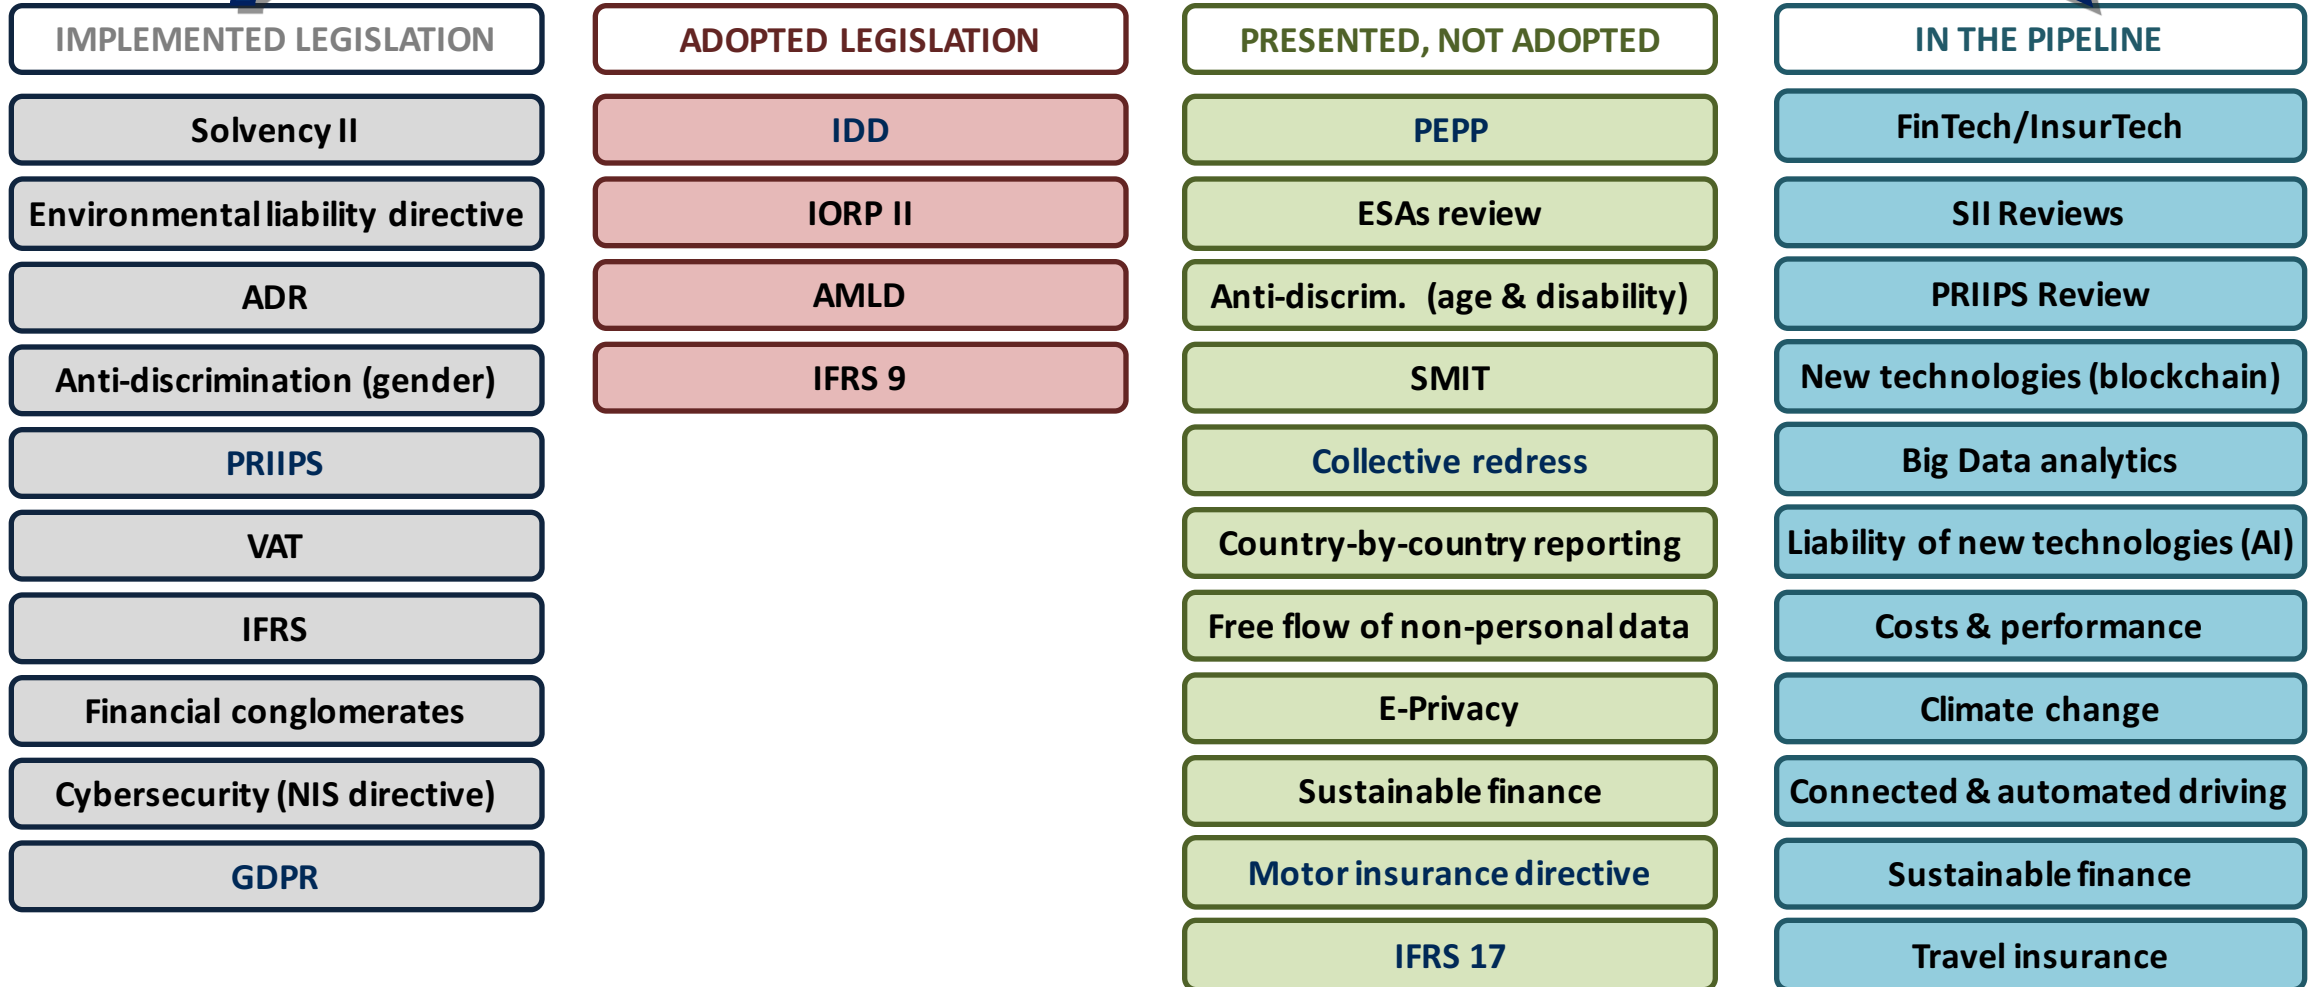 IMPLEMENTED LEGISLATION
Solvency II
Environmental liability directive
ADR
Anti-discrimination (gender)
PRIIPS
VAT
IFRS
Financial conglomerates
Cybersecurity (NIS directive)
GDPR
ADOPTED LEGISLATION
IDD
IORP II
AMLD
IFRS 9
PRESENTED, NOT ADOPTED
PEPP
ESAs review
Anti-discrim. (age & disability)
SMIT
Collective redress
Country-by-country reporting
Free flow of non-personal data
E-Privacy
Sustainable finance
Motor insurance directive
IFRS 17
IN THE PIPELINE
FinTech/InsurTech
SII Reviews
PRIIPS Review
New technologies (blockchain)
Big Data analytics
Liability of new technologies (AI)
Costs & performance
Climate change
Connected & automated driving
Sustainable finance
Travel insurance